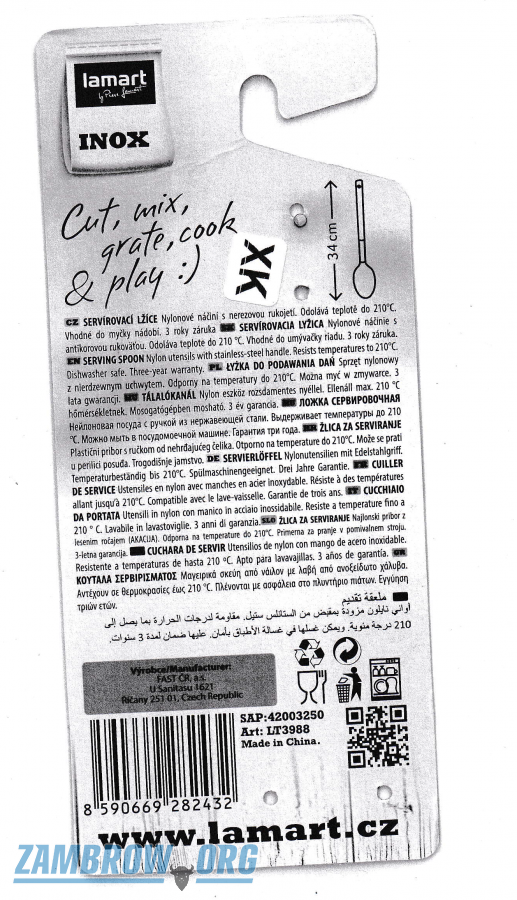 lamart
by Piere Lamart
INOX
Cut, mix,
grate, cook
& play :)
XK
34 cm
CZ SERVÍROVACÍ LŽÍCE Nylonové náčiní s nerezovou rukojetí. Odolává teplotě do 210°C.
Vhodné do myčky nádobí. 3 roky záruka SK SERVÍROVACIA LYŽICA Nylonové náčinie s
antikorovou rukoväťou. Odoláva teplote do 210 °C. Vhodné do umývačky riadu. 3 roky záruka.
EN SERVING SPOON Nylon utensils with stainless-steel handle. Resists temperatures to 210°C.
Dishwasher safe. Three-year warranty. PL ŁYŻKA DO PODAWANIA DAŃ Sprzęt nylonowy
z nierdzewnym uchwytem. Odporny na temperatury do 210°C. Można myć w zmywarce. 3
lata gwarancji. HU TÁLALÓKANÁL Nylon eszköz rozsdamentes nyéllel. Ellenáll max. 210 °C
hőmérsékletnek. Mosogatógépben mosható. 3 év garancia. ЛОЖКА СЕРВИРОВОЧНАЯ
Нейлоновая посуда с ручкой из нержавеющей стали. Выдерживает температуры до 210
°C. Можно мыть в посудомоечной машине. Гарантия три года. HR ŽLICA ZA SERVIRANJE
Plastični pribor s ručkom od nehrđajućeg čelika. Otporno na temperature do 210°C. Može se prati
u perilici posuđa. Trogodišnje jamstvo. DE SERVIERLÖFFEL Nylonutensilien mit Edelstahlgriff.
Temperaturbeständig bis 210°C. Spülmaschinengeeignet. Drei Jahre Garantie. FR CUILLER
DE SERVICE Ustensiles en nylon avec manches en acier inoxydable. Résiste à des températures
allant jusqu'à 210°C. Compatible avec le lave-vaisselle. Garantie de trois ans. IT CUCCHIAIO
DA PORTATA Utensili in nylon con manico in acciaio inossidabile. Resiste a temperature fino a
210 ° C. Lavabile in lavastoviglie. 3 anni di garanzia. SLO ŽLICA ZA SERVIRANJE Najlonski pribor z
lesenim ročajem (AKACIJA). Odporna na temperature do 210°C. Primerna za pranje v pomivalnem stroju.
3-letna garancija. CUCHARA DE SERVIR Utensilios de nylon con mango de acero inoxidable.
Resistente a temperaturas de hasta 210 °C. Apto para lavavajillas. 3 años de garantía. GR
ΚΟΥΤΑΛΑ ΣΕΡΒΙΡΙΣΜΑΤΟΣ Μαγειρικά σκεύη από νάιλον με λαβή από ανοξείδωτο χάλυβα.
Αντέχουν σε θερμοκρασίες έως 210 °C. Πλένονται με ασφάλεια στο πλυντήριο πιάτων. Εγγύηση
τριών ετών.
ملعقة تقديم
أواني نايلون مزودة بمقبض من الستانلس ستيل. مقاومة لدرجات الحرارة بما يصل إلى
210 درجة مئوية. ويمكن غسلها في غسالة الأطباق بأمان. عليها ضمان لمدة 3 سنوات.
Výrobce/Manufacturer:
FAST ČR, a.s.
U Sanitasu 1621
Říčany 251 01, Czech Republic
SAP:42003250
Art: LT3988
Made in China.
8 590669 282432
www.lamart.cz
ZAMBROW.ORG